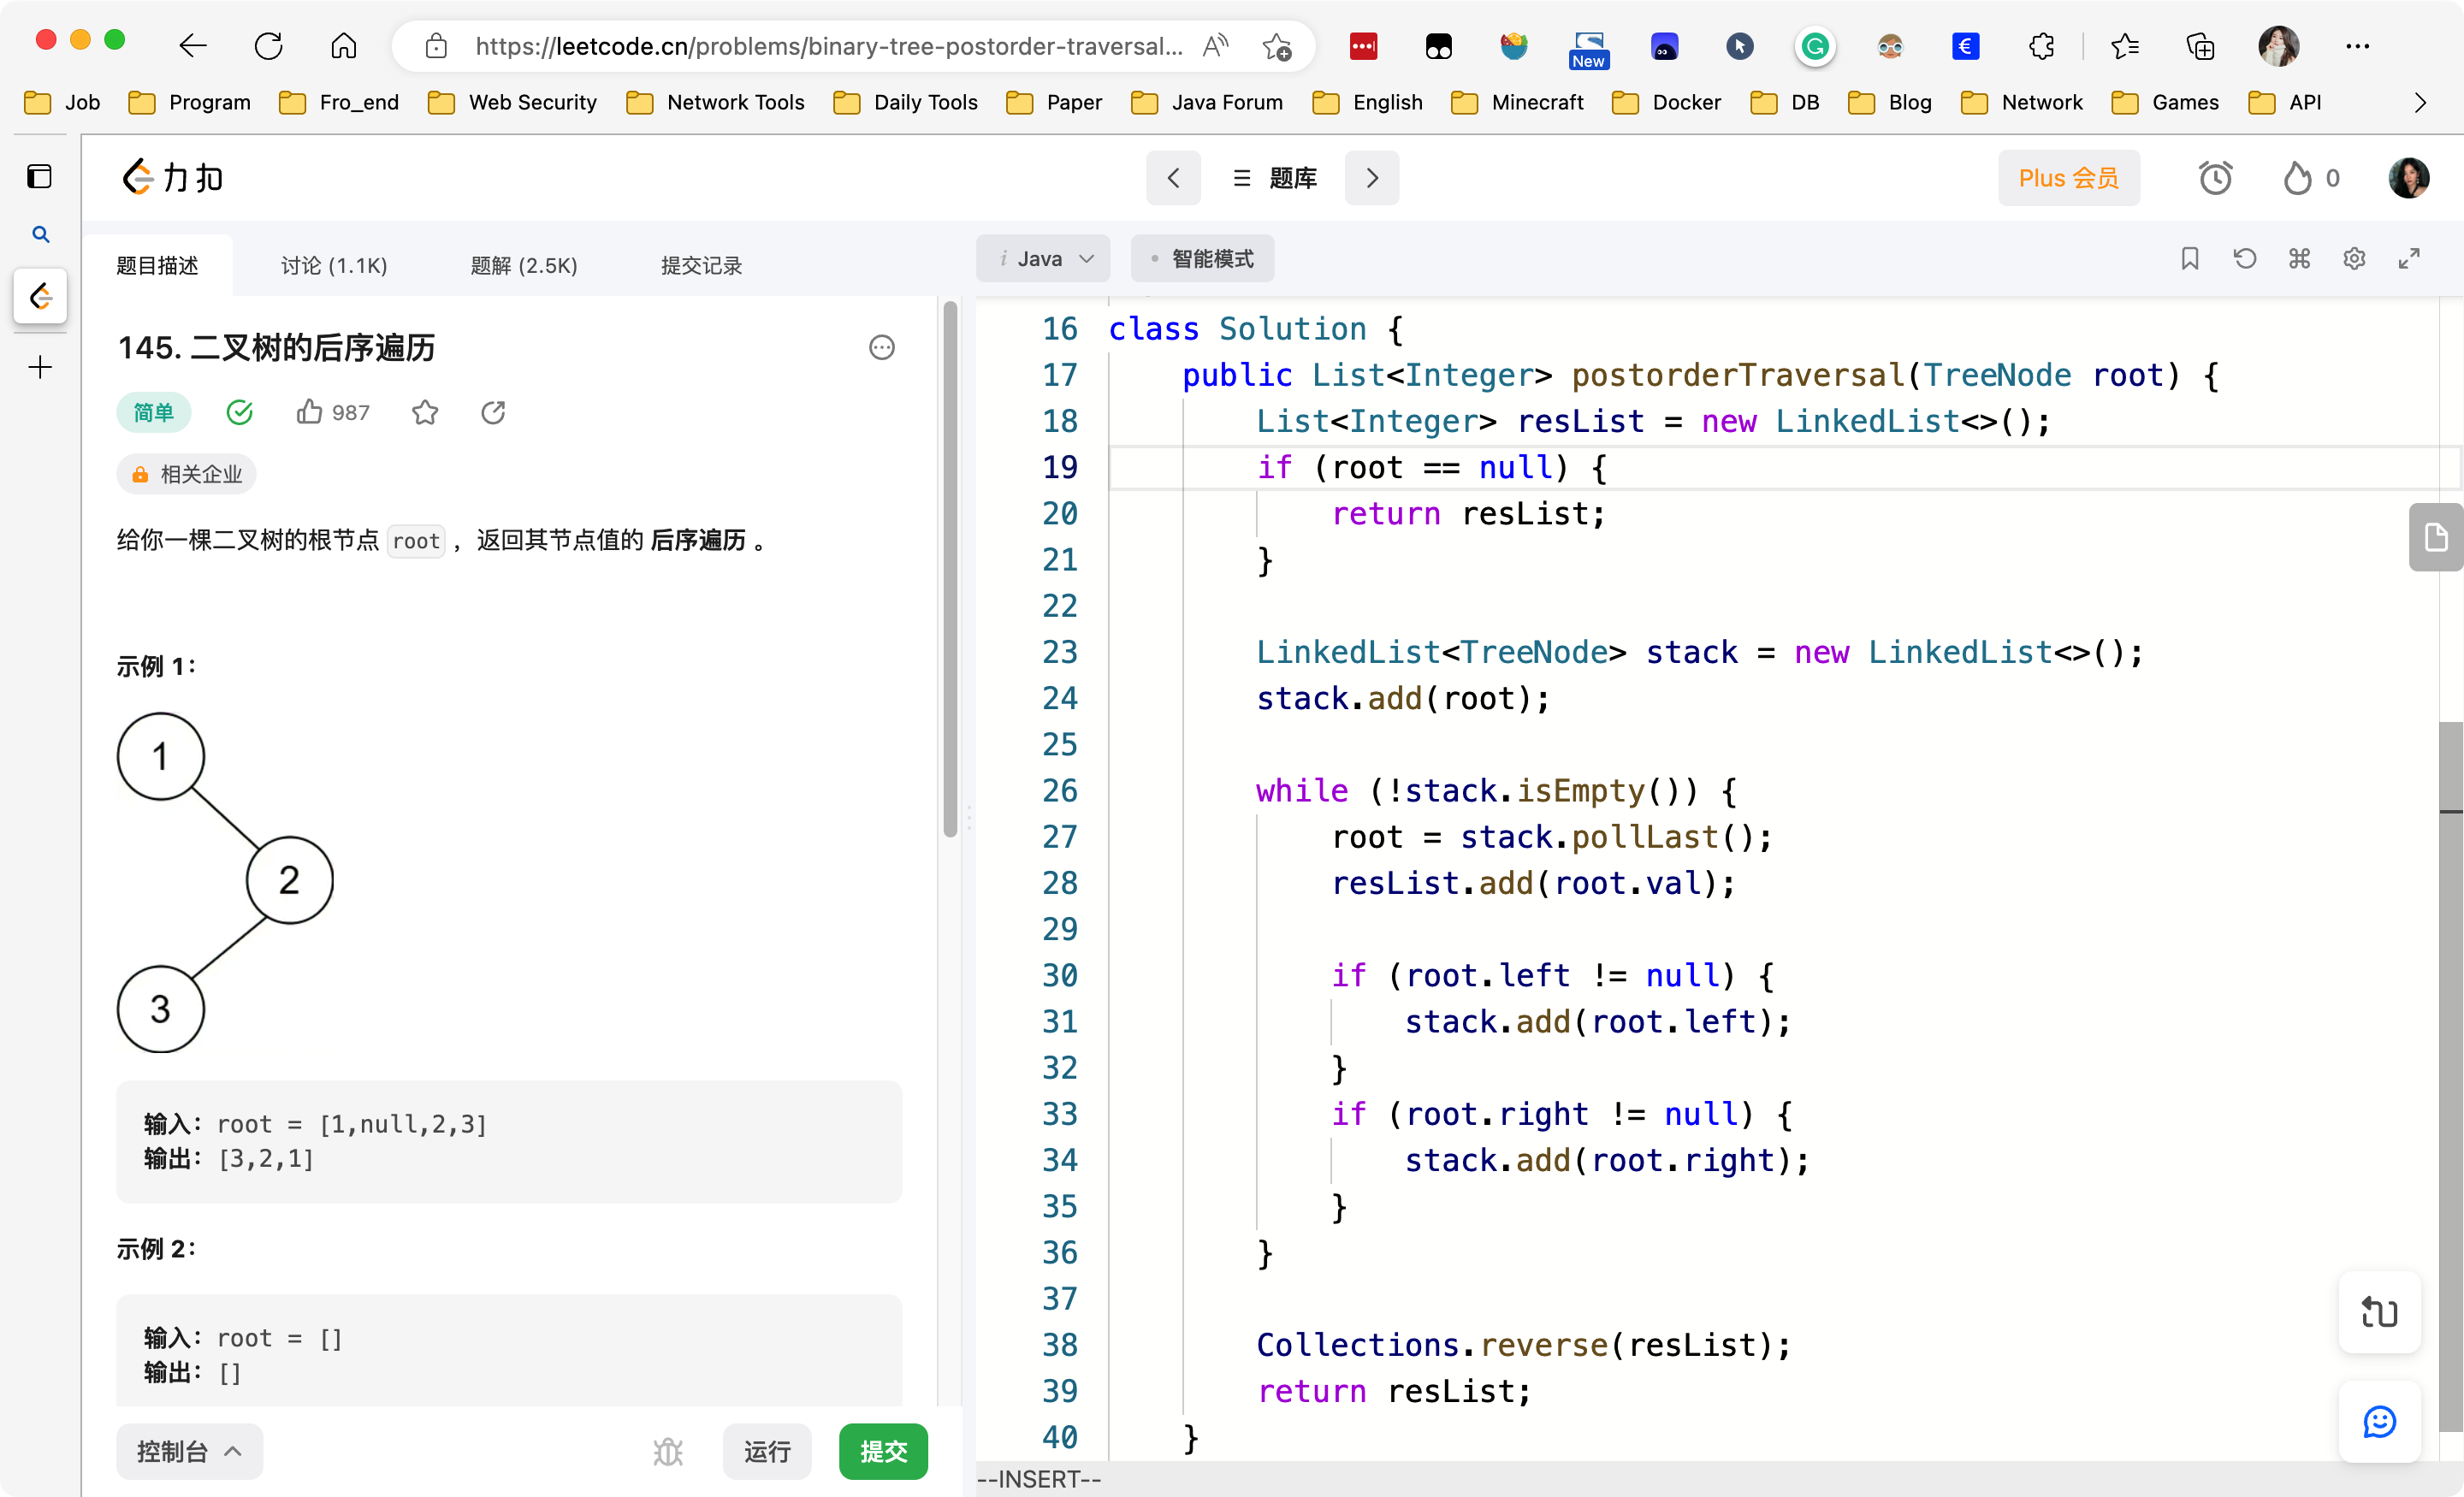 https://leetcode.cn/problems/binary-tree-postorder-traversal...
New
Job Program Fro_end Web Security Network Tools Daily Tools Paper Java Forum English Minecraft Docker DB Blog Network Games API
力扣
题库
Plus 会员
0
题目描述 讨论 (1.1K) 题解 (2.5K) 提交记录
145. 二叉树的后序遍历
简单 987
相关企业
给你一棵二叉树的根节点 root ，返回其节点值的 后序遍历 。
示例 1：
1
2
3
输入：root = [1,null,2,3]
输出：[3,2,1]
示例 2：
输入：root = []
输出：[]
控制台 运行 提交
i Java 智能模式
16 class Solution {
17 public List<Integer> postorderTraversal(TreeNode root) {
18 List<Integer> resList = new LinkedList<>();
19 if (root == null) {
20 return resList;
21 }
22
23 LinkedList<TreeNode> stack = new LinkedList<>();
24 stack.add(root);
25
26 while (!stack.isEmpty()) {
27 root = stack.pollLast();
28 resList.add(root.val);
29
30 if (root.left != null) {
31 stack.add(root.left);
32 }
33 if (root.right != null) {
34 stack.add(root.right);
35 }
36 }
37
38 Collections.reverse(resList);
39 return resList;
40 }
--INSERT--